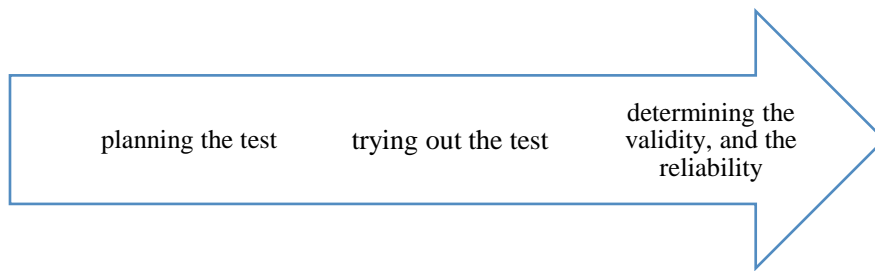 planning the test
trying out the test
determining the
validity, and the
reliability